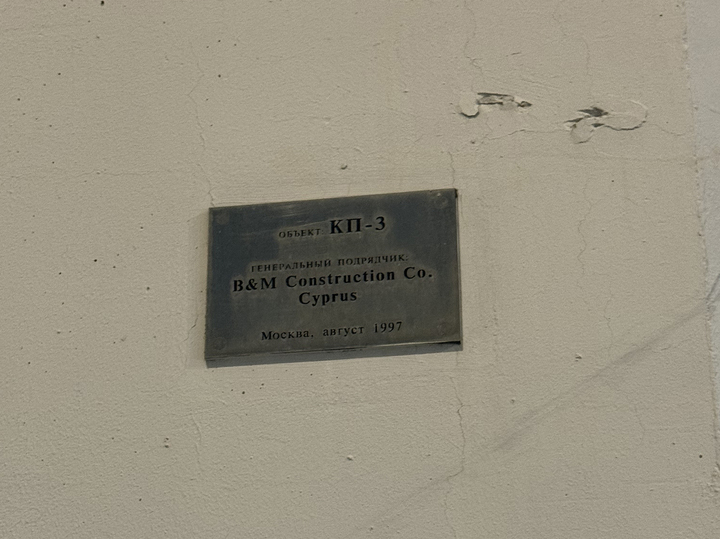 ОБЪЕКТ КП-3
ГЕНЕРАЛЬНЫЙ ПОДРЯДЧИК:
B&M Construction Co.
Cyprus
Москва, август 1997